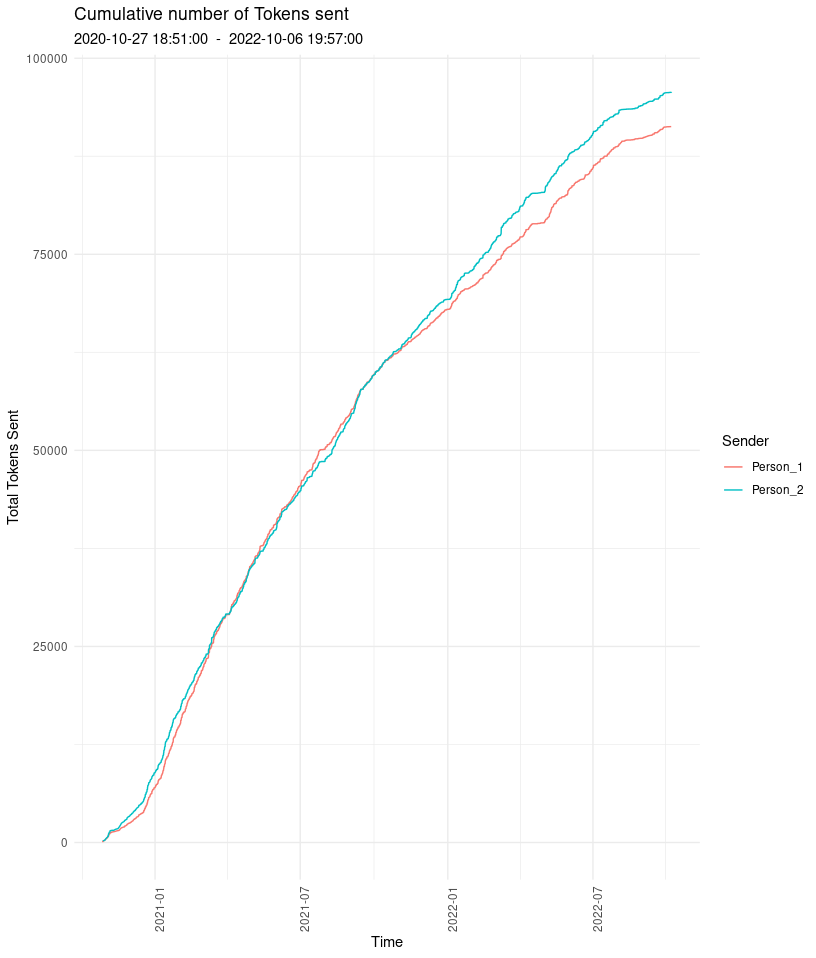 Cumulative number of Tokens sent
2020-10-27 18:51:00  -  2022-10-06 19:57:00
100000
75000
50000
25000
0
Total Tokens Sent
2021-01
2021-07
2022-01
2022-07
Time
Sender
Person_1
Person_2